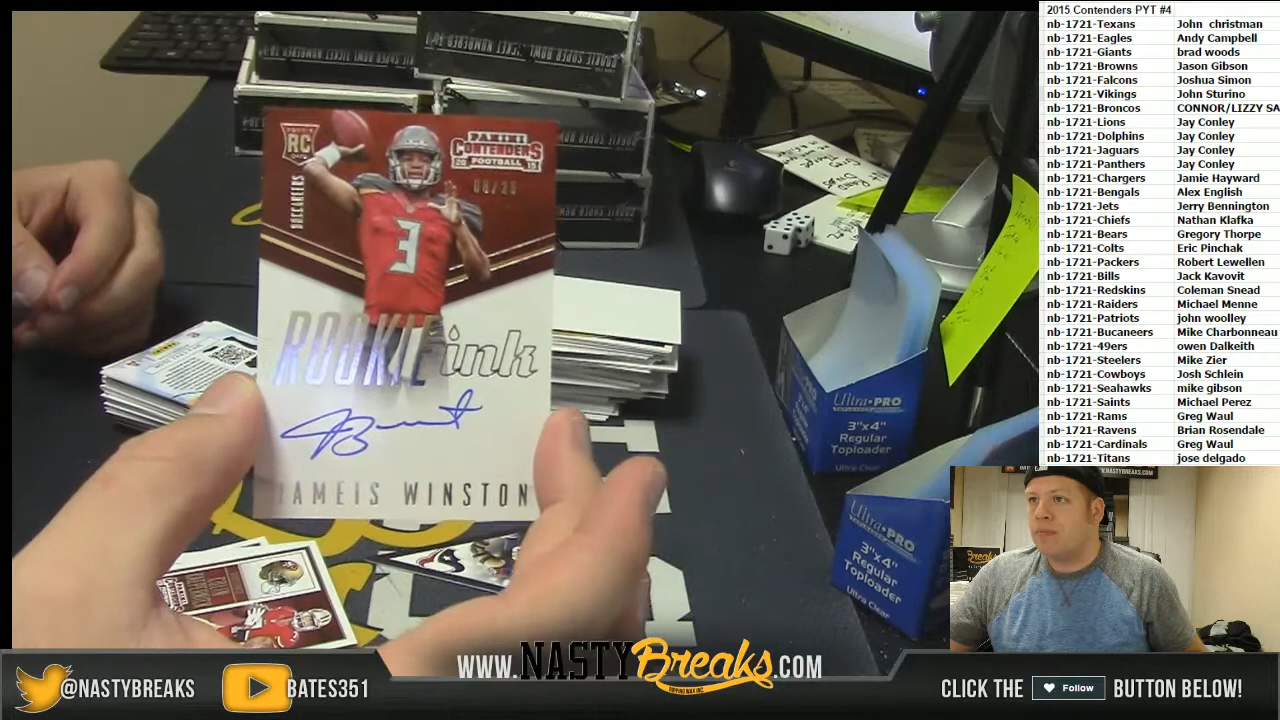 2015 Contenders PYT #4
nb-1721-Texans John christman
nb-1721-Eagles Andy Campbell
nb-1721-Giants brad woods
nb-1721-Browns Jason Gibson
nb-1721-Falcons Joshua Simon
nb-1721-Vikings John Sturino
nb-1721-Broncos CONNOR/LIZZY SA
nb-1721-Lions Jay Conley
nb-1721-Dolphins Jay Conley
nb-1721-Jaguars Jay Conley
nb-1721-Panthers Jay Conley
nb-1721-Chargers Jamie Hayward
nb-1721-Bengals Alex English
nb-1721-Jets Jerry Bennington
nb-1721-Chiefs Nathan Klafka
nb-1721-Bears Gregory Thorpe
nb-1721-Colts Eric Pinchak
nb-1721-Packers Robert Lewellen
nb-1721-Bills Jack Kavovit
nb-1721-Redskins Coleman Snead
nb-1721-Raiders Michael Menne
nb-1721-Patriots john woolley
nb-1721-Bucaneers Mike Charbonneau
nb-1721-49ers owen Dalkeith
nb-1721-Steelers Mike Zier
nb-1721-Cowboys Josh Schlein
nb-1721-Seahawks mike gibson
nb-1721-Saints Michael Perez
nb-1721-Rams Greg Waul
nb-1721-Ravens Brian Rosendale
nb-1721-Cardinals Greg Waul
nb-1721-Titans jose delgado
RC
PANINI
CONTENDERS
20 FOOTBALL 15
BUCCANEERS
3
ROOKIE ink
JAMEIS WINSTON
Ultra•PRO
3"x4"
Regular
Toploader
Ultra Clear
Ultra•PRO
3"x4"
Regular
Toploader
Ultra Clear
@NASTYBREAKS
BATES351
WWW.NASTYBreaks.COM
RIPPING WAX INC
CLICK THE Follow BUTTON BELOW!